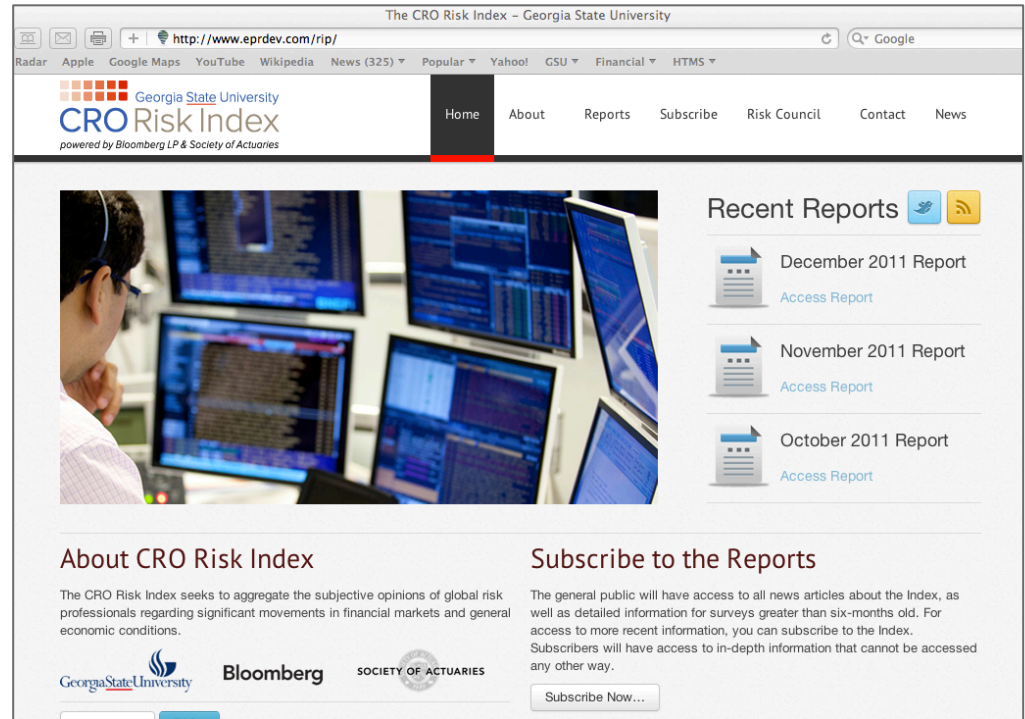 The CRO Risk Index – Georgia State University
http://www.eprdev.com/rip/
Google
Radar Apple Google Maps YouTube Wikipedia News (325) Popular Yahoo! GSU Financial HTMS
Georgia State University
CRO Risk Index
powered by Bloomberg LP & Society of Actuaries
Home About Reports Subscribe Risk Council Contact News
Recent Reports
December 2011 Report
Access Report
November 2011 Report
Access Report
October 2011 Report
Access Report
About CRO Risk Index
The CRO Risk Index seeks to aggregate the subjective opinions of global risk
professionals regarding significant movements in financial markets and general
economic conditions.
GeorgiaStateUniversity
Bloomberg
SOCIETY OF ACTUARIES
Subscribe to the Reports
The general public will have access to all news articles about the Index, as
well as detailed information for surveys greater than six-months old. For
access to more recent information, you can subscribe to the Index.
Subscribers will have access to in-depth information that cannot be accessed
any other way.
Subscribe Now...